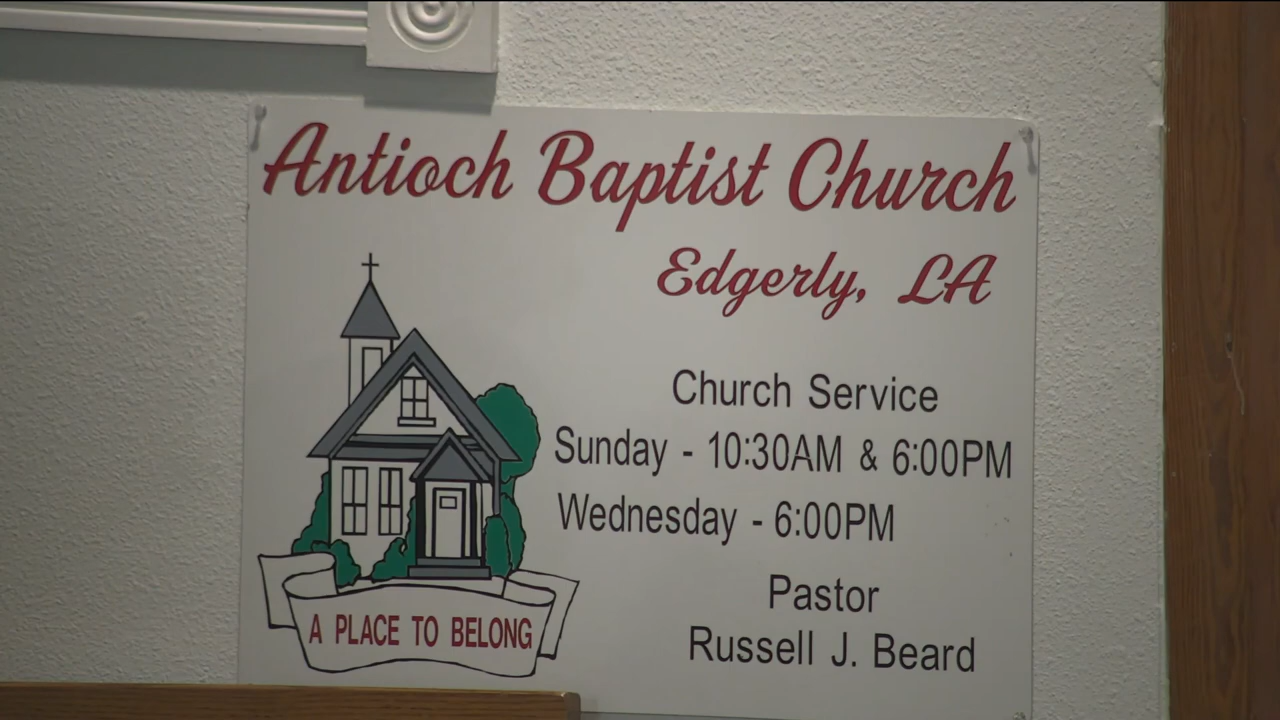 Antioch Baptist Church
Edgerly, LA
Church Service
Sunday - 10:30AM & 6:00PM
Wednesday - 6:00PM
Pastor
Russell J. Beard
A PLACE TO BELONG